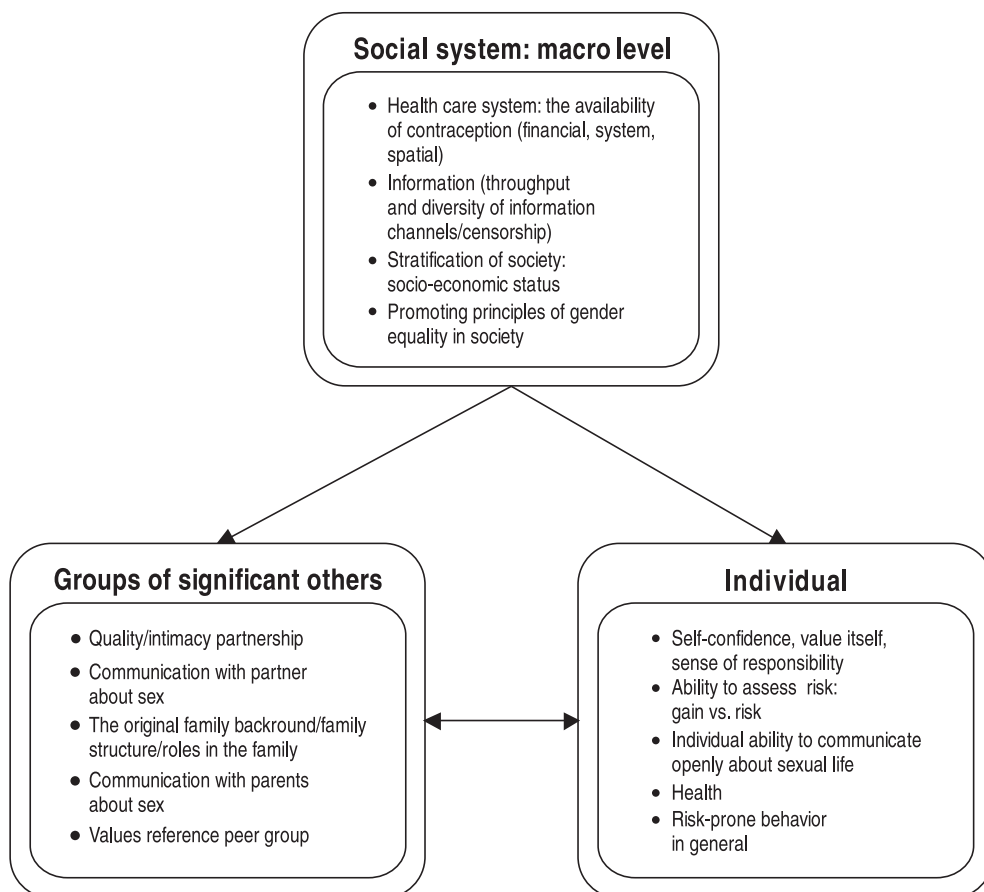 Social system: macro level
• Health care system: the availability
of contraception (financial, system,
spatial)
• Information (throughput
and diversity of information
channels/censorship)
• Stratification of society:
socio-economic status
• Promoting principles of gender
equality in society
Groups of significant others
• Quality/intimacy partnership
• Communication with partner
about sex
• The original family backround/family
structure/roles in the family
• Communication with parents
about sex
• Values reference peer group
Individual
• Self-confidence, value itself,
sense of responsibility
• Ability to assess risk:
gain vs. risk
• Individual ability to communicate
openly about sexual life
• Health
• Risk-prone behavior
in general